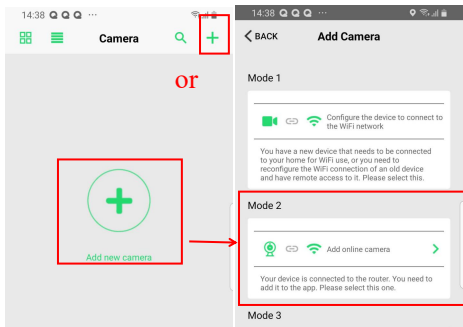 14:38 Q Q Q ...
Camera
or
Add new camera
14:38 Q Q Q ...
BACK Add Camera
Mode 1
Configure the device to connect to
the WiFi network
You have a new device that needs to be connected
to your home for WiFi use, or you need to
reconfigure the WiFi connection of an old device
and have remote access to it. Please select this.
Mode 2
Add online camera
Your device is connected to the router. You need to
add it to the app. Please select this one.
Mode 3